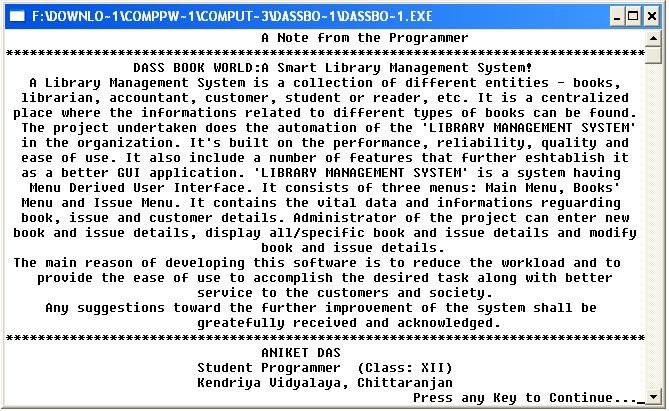 F:\DOWNLO~1\COMPPW~1\COMPUT~3\DASSBO~1\DASSBO~1.EXE
A Note from the Programmer
********************************************************************************
DASS BOOK WORLD:A Smart Library Management System!
A Library Management System is a collection of different entities - books,
librarian, accountant, customer, student or reader, etc. It is a centralized
place where the informations related to different types of books can be found.
The project undertaken does the automation of the 'LIBRARY MANAGEMENT SYSTEM'
in the organization. It's built on the performance, reliability, quality and
ease of use. It also include a number of features that further eshtablish it
as a better GUI application. 'LIBRARY MANAGEMENT SYSTEM' is a system having
Menu Derived User Interface. It consists of three menus: Main Menu, Books'
Menu and Issue Menu. It contains the vital data and informations reguarding
book, issue and customer details. Administrator of the project can enter new
book and issue details, display all/specific book and issue details and modify
book and issue details.
The main reason of developing this software is to reduce the workload and to
provide the ease of use to accomplish the desired task along with better
service to the customers and society.
Any suggestions toward the further improvement of the system shall be
greatefully received and acknowledged.
********************************************************************************
ANIKET DAS
Student Programmer (Class: XII)
Kendriya Vidyalaya, Chittaranjan
Press any Key to Continue..._